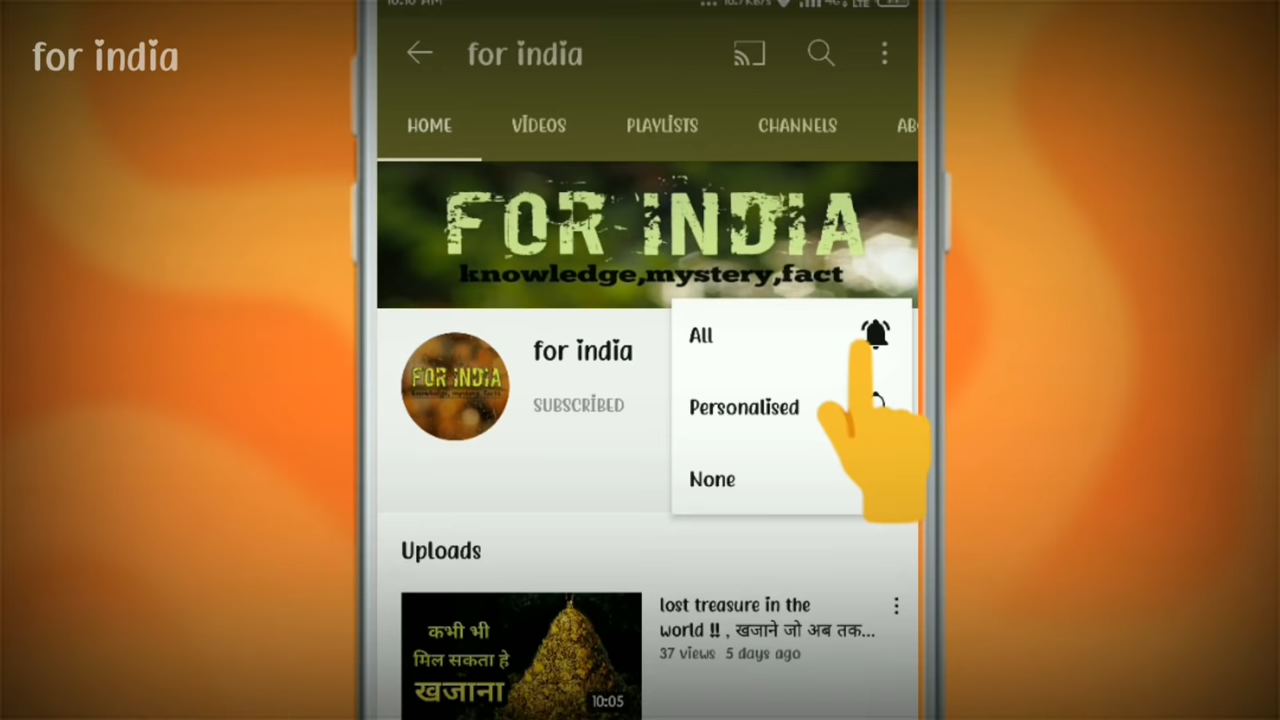 for india
for india
HOME VIDEOS PLAYLISTS CHANNELS
FOR INDIA
knowledge,mystery,fact
All
for india
FOR INDIA
SUBSCRIBED
Personalised
None
Uploads
lost treasure in the
world !! , खजाने जो अब तक...
37 views 5 days ago
कभी भी
मिल सकता हे
खजाना
10:05